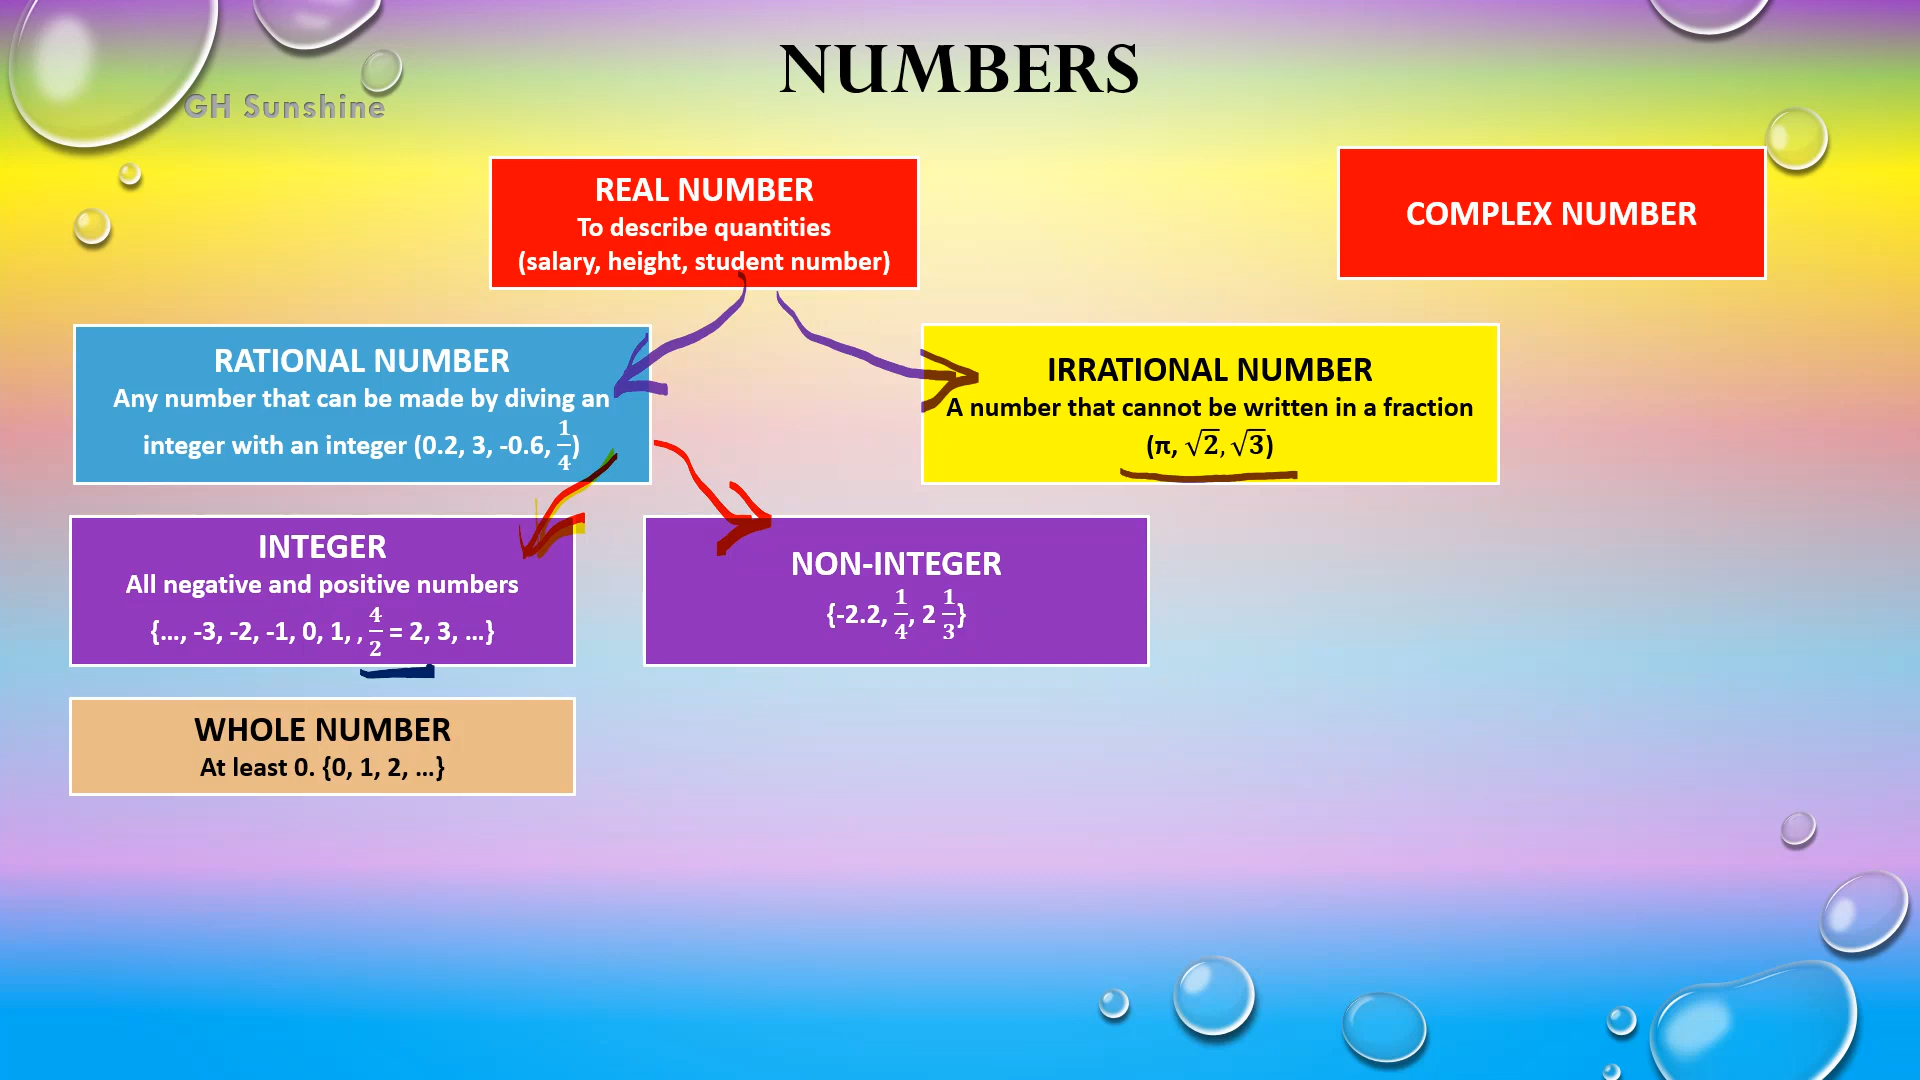 NUMBERS
GH Sunshine
REAL NUMBER
To describe quantities
(salary, height, student number)
COMPLEX NUMBER
RATIONAL NUMBER
Any number that can be made by diving an
integer with an integer (0.2, 3, -0.6, 1/4)
IRRATIONAL NUMBER
A number that cannot be written in a fraction
(π, √2, √3)
INTEGER
All negative and positive numbers
{..., -3, -2, -1, 0, 1, , 4/2 = 2, 3, ...}
NON-INTEGER
{-2.2, 1/4, 2 1/3}
WHOLE NUMBER
At least 0. {0, 1, 2, ...}